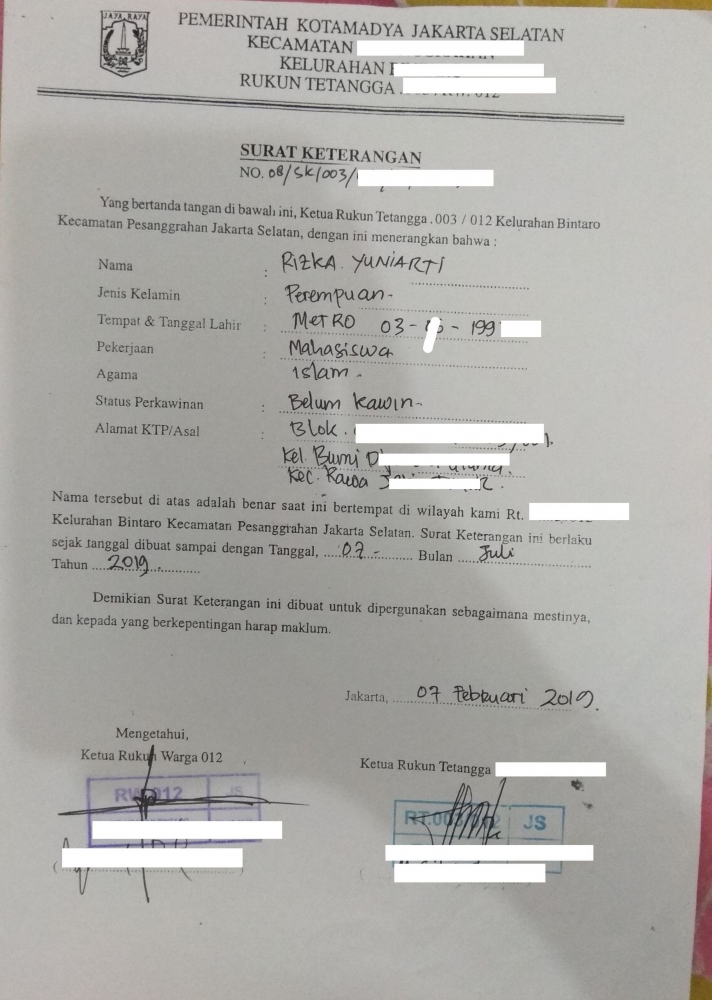 JAYA RAYA
PEMERINTAH KOTAMADYA JAKARTA SELATAN
KECAMATAN
KELURAHAN
RUKUN TETANGGA
SURAT KETERANGAN
NO. 08/SK/003/
Yang bertanda tangan di bawah ini, Ketua Rukun Tetangga .003 / 012 Kelurahan Bintaro
Kecamatan Pesanggrahan Jakarta Selatan, dengan ini menerangkan bahwa :
Nama : RIZKA YUNIARTI
Jenis Kelamin : Perempuan -
Tempat & Tanggal Lahir : METRO 03 - - 199
Pekerjaan : Mahasiswa
Agama : Islam -
Status Perkawinan : Belum Kawin -
Alamat KTP/Asal : Blok.
Kel. Bumi
Kec. Rawa
Nama tersebut di atas adalah benar saat ini bertempat di wilayah kami Rt.
Kelurahan Bintaro Kecamatan Pesanggrahan Jakarta Selatan. Surat Keterangan ini berlaku
sejak tanggal dibuat sampai dengan Tanggal, ... 07 - ... Bulan ... Juli ...
Tahun ... 2019 ...
Demikian Surat Keterangan ini dibuat untuk dipergunakan sebagaimana mestinya,
dan kepada yang berkepentingan harap maklum.
Jakarta, ... 07 Februari 2019.
Mengetahui,
Ketua Rukun Warga 012
Ketua Rukun Tetangga
RW 012 JS
RT.003 JS